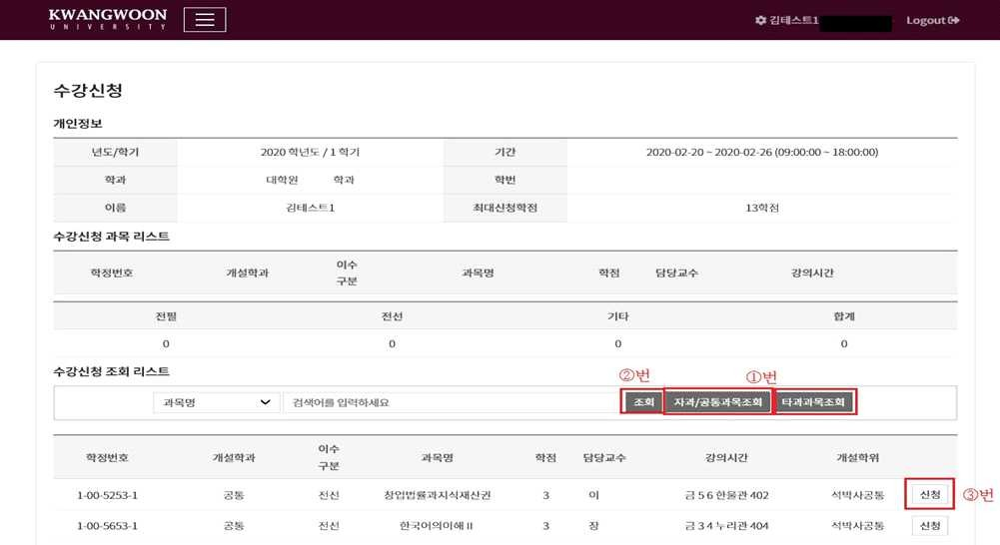 KWANGWOON
UNIVERSITY
김테스트1
Logout
수강신청
개인정보
년도/학기 2020 학년도 / 1 학기 기간 2020-02-20 ~ 2020-02-26 (09:00:00 ~ 18:00:00)
학과 대학원 학과 학번
이름 김테스트1 최대신청학점 13학점
수강신청 과목 리스트
학정번호 개설학과 이수 구분 과목명 학점 담당교수 강의시간
전필 전선 기타 합계
0 0 0 0
수강신청 조회 리스트
②번 ①번
과목명 검색어를 입력하세요 조회 자과/공통과목조회 타과과목조회
학정번호 개설학과 이수 구분 과목명 학점 담당교수 강의시간 개설학위
1-00-5253-1 공통 전선 창업법률과지식재산권 3 이 금 5 6 한울관 402 석박사공통 신청 ③번
1-00-5653-1 공통 전선 한국어의이해 II 3 장 금 3 4 누리관 404 석박사공통 신청